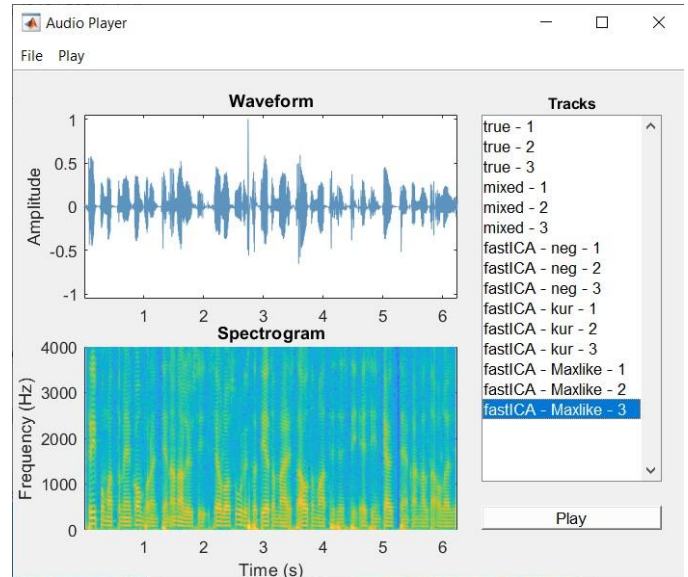 Audio Player
File Play
Waveform
Amplitude
1
0.5
0
-0.5
-1
1 2 3 4 5 6
Spectrogram
Frequency (Hz)
4000
3000
2000
1000
0
1 2 3 4 5 6
Time (s)
Tracks
true - 1
true - 2
true - 3
mixed - 1
mixed - 2
mixed - 3
fastICA - neg - 1
fastICA - neg - 2
fastICA - neg - 3
fastICA - kur - 1
fastICA - kur - 2
fastICA - kur - 3
fastICA - Maxlike - 1
fastICA - Maxlike - 2
fastICA - Maxlike - 3
Play